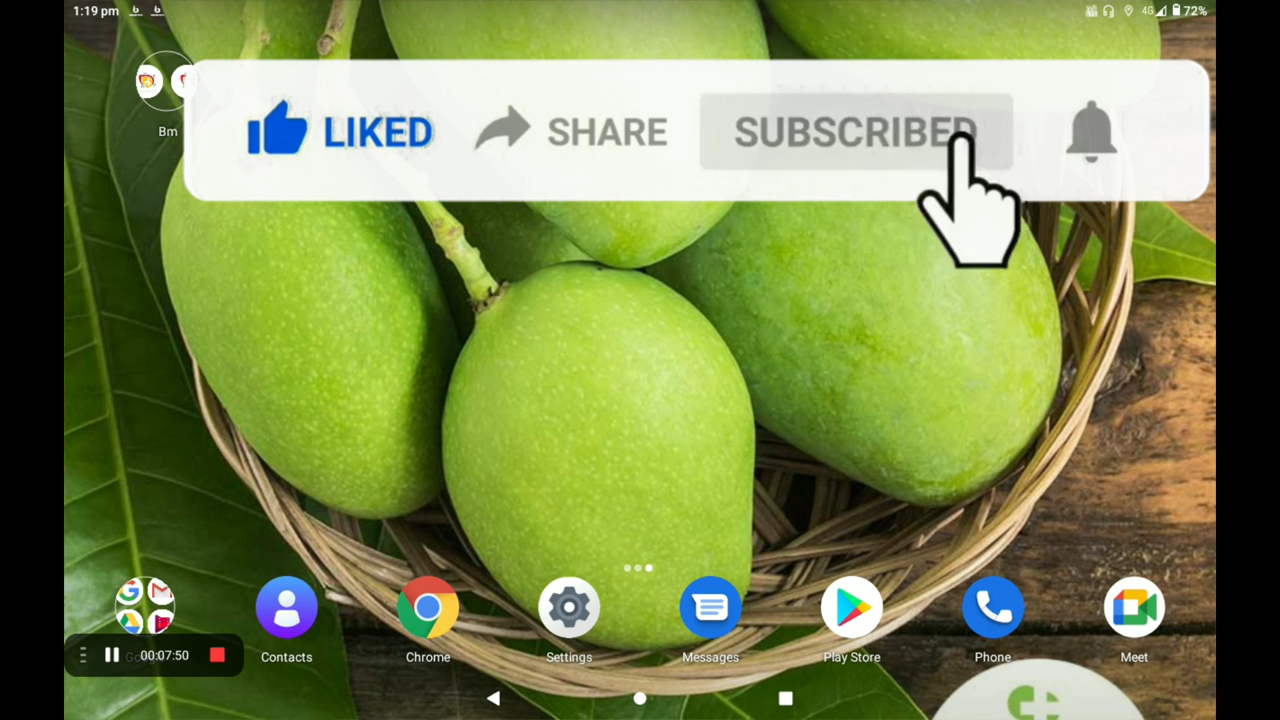 1:19 pm
4G 72%
Bm
LIKED
SHARE
SUBSCRIBED
Contacts
Chrome
Settings
Messages
Play Store
Phone
Meet
00:07:50